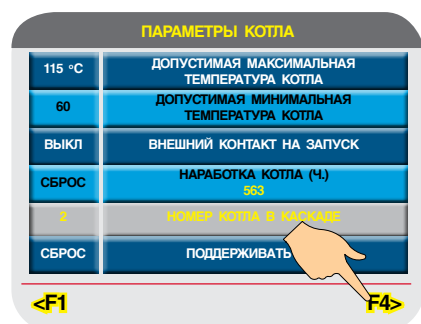 ПАРАМЕТРЫ КОТЛА
115 °C ДОПУСТИМАЯ МАКСИМАЛЬНАЯ
ТЕМПЕРАТУРА КОТЛА
60 ДОПУСТИМАЯ МИНИМАЛЬНАЯ
ТЕМПЕРАТУРА КОТЛА
ВЫКЛ ВНЕШНИЙ КОНТАКТ НА ЗАПУСК
СБРОС НАРАБОТКА КОТЛА (Ч.)
563
2 НОМЕР КОТЛА В КАСКАДЕ
СБРОС ПОДДЕРЖИВАТЬ
<F1 F4>